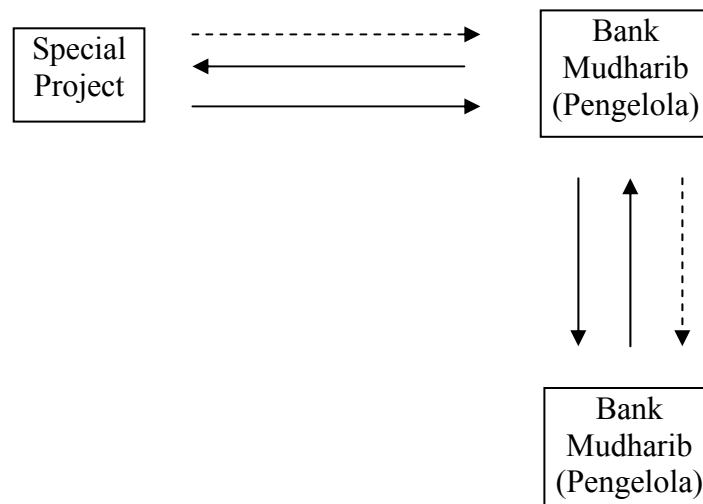 Special
Project
Bank
Mudharib
(Pengelola)
Bank
Mudharib
(Pengelola)